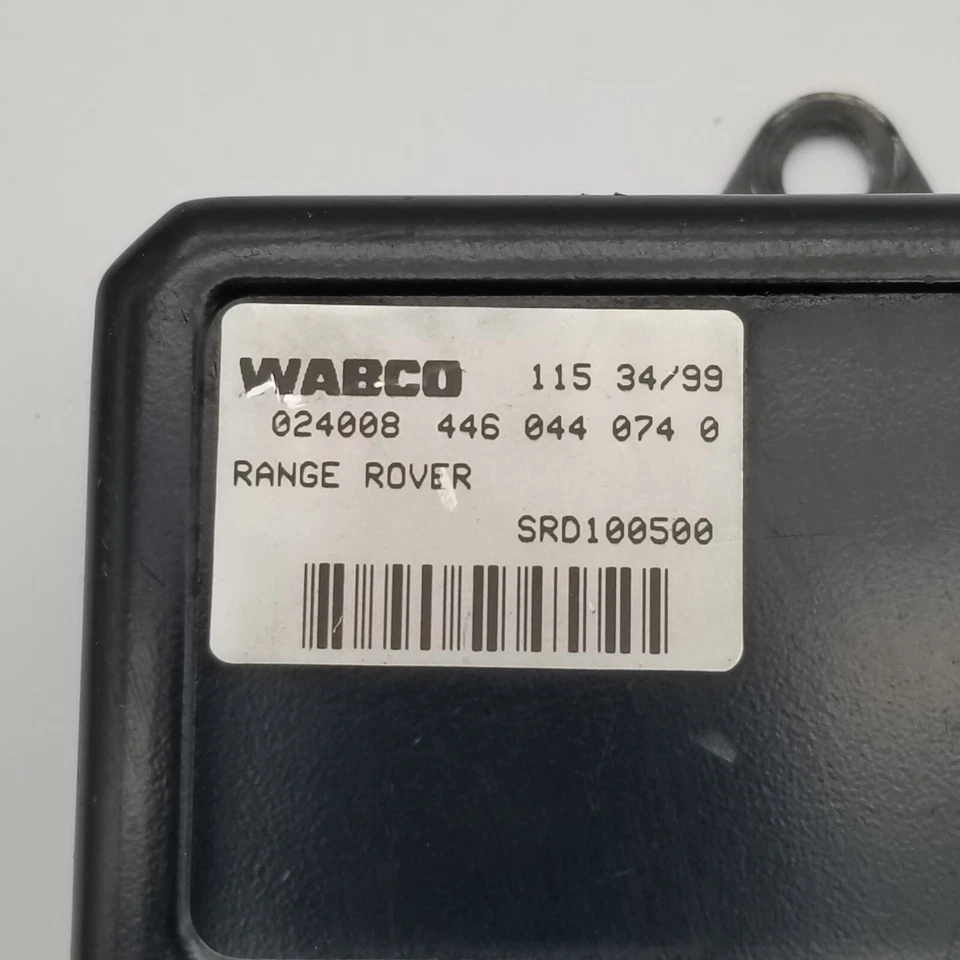 WABCO 115 34/99
024008 446 044 074 0
RANGE ROVER
SRD100500